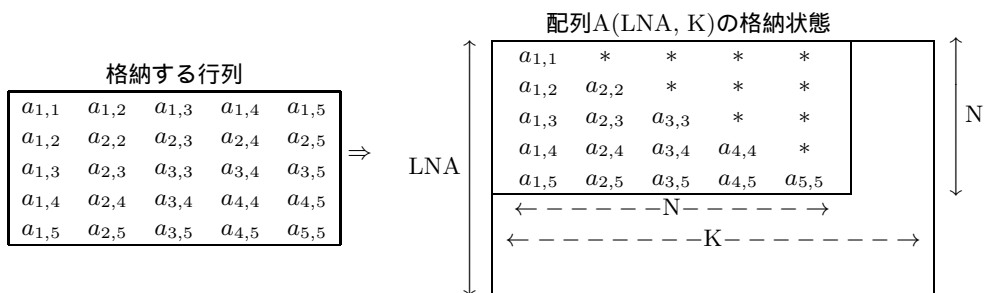 格納する行列
a1,1 a1,2 a1,3 a1,4 a1,5
a1,2 a2,2 a2,3 a2,4 a2,5
a1,3 a2,3 a3,3 a3,4 a3,5
a1,4 a2,4 a3,4 a4,4 a4,5
a1,5 a2,5 a3,5 a4,5 a5,5
⇒
配列A(LNA, K)の格納状態
LNA
a1,1 * * * *
a1,2 a2,2 * * *
a1,3 a2,3 a3,3 * *
a1,4 a2,4 a3,4 a4,4 *
a1,5 a2,5 a3,5 a4,5 a5,5
N
N
K